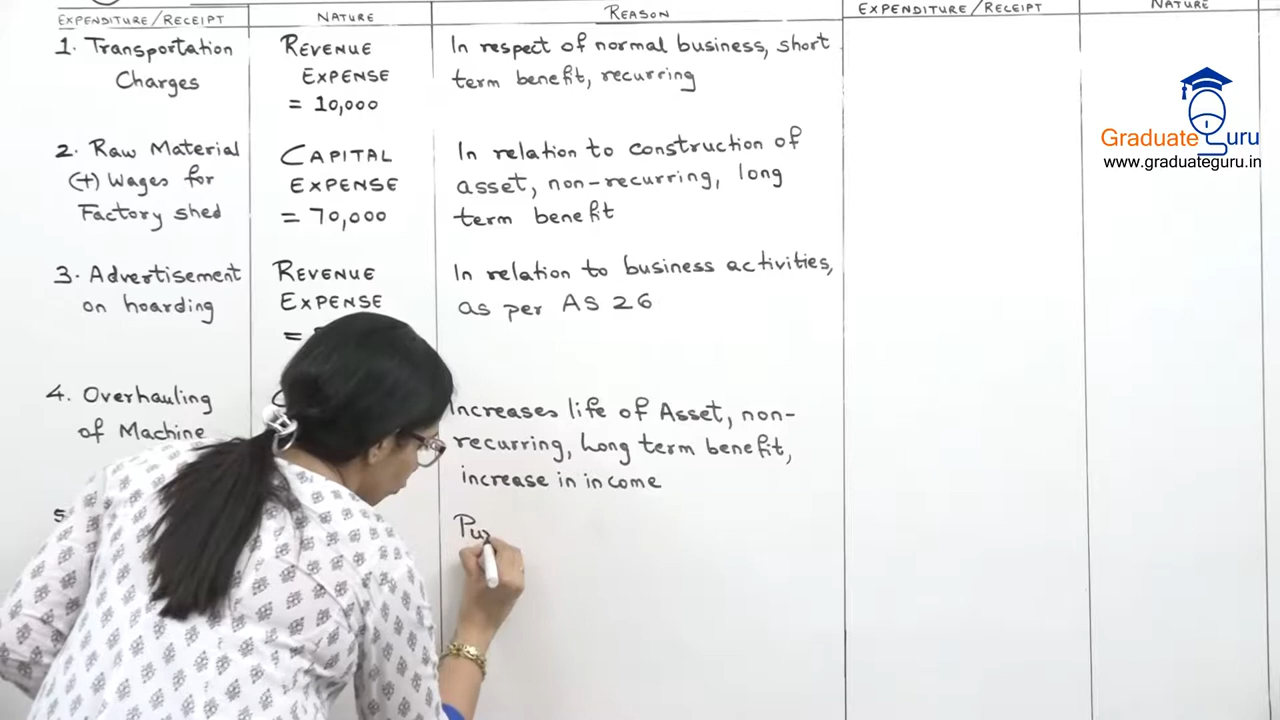 EXPENDITURE/RECEIPT
NATURE
REASON
EXPENDITURE/RECEIPT
NATURE
1. Transportation
Charges
REVENUE
EXPENSE
= 10,000
In respect of normal business, short
term benefit, recurring
2. Raw Material
(+) Wages for
Factory shed
CAPITAL
EXPENSE
= 70,000
In relation to construction of
asset, non-recurring, long
term benefit
3. Advertisement
on hoarding
REVENUE
EXPENSE
=
In relation to business activities,
as per AS 26
4. Overhauling
of Machine
Increases life of Asset, non-
recurring, Long term benefit,
increase in income
5
Pu
Graduate Guru
www.graduateguru.in